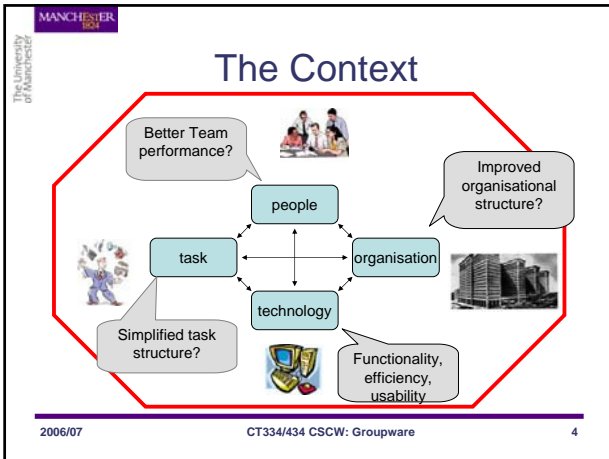 MANCHESTER
1824
The University
of Manchester
The Context
Better Team
performance?
Improved
organisational
structure?
people
task
organisation
technology
Simplified task
structure?
Functionality,
efficiency,
usability
2006/07
CT334/434 CSCW: Groupware
4